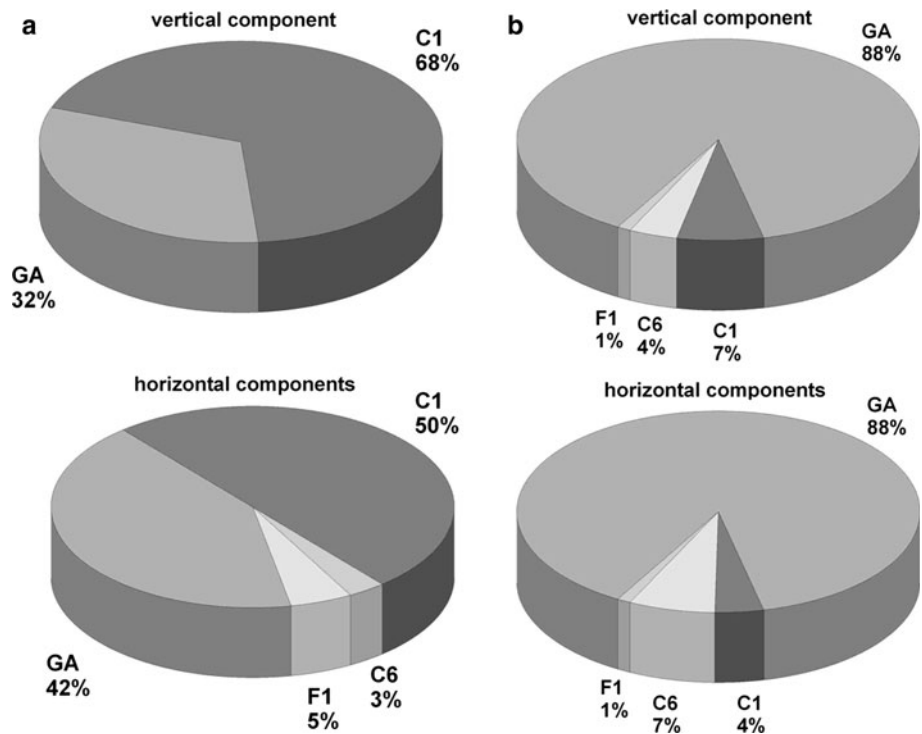 a
vertical component
C1
68%
GA
32%
horizontal components
C1
50%
GA
42%
F1
5%
C6
3%
b
vertical component
GA
88%
F1
1%
C6
4%
C1
7%
horizontal components
GA
88%
F1
1%
C6
7%
C1
4%